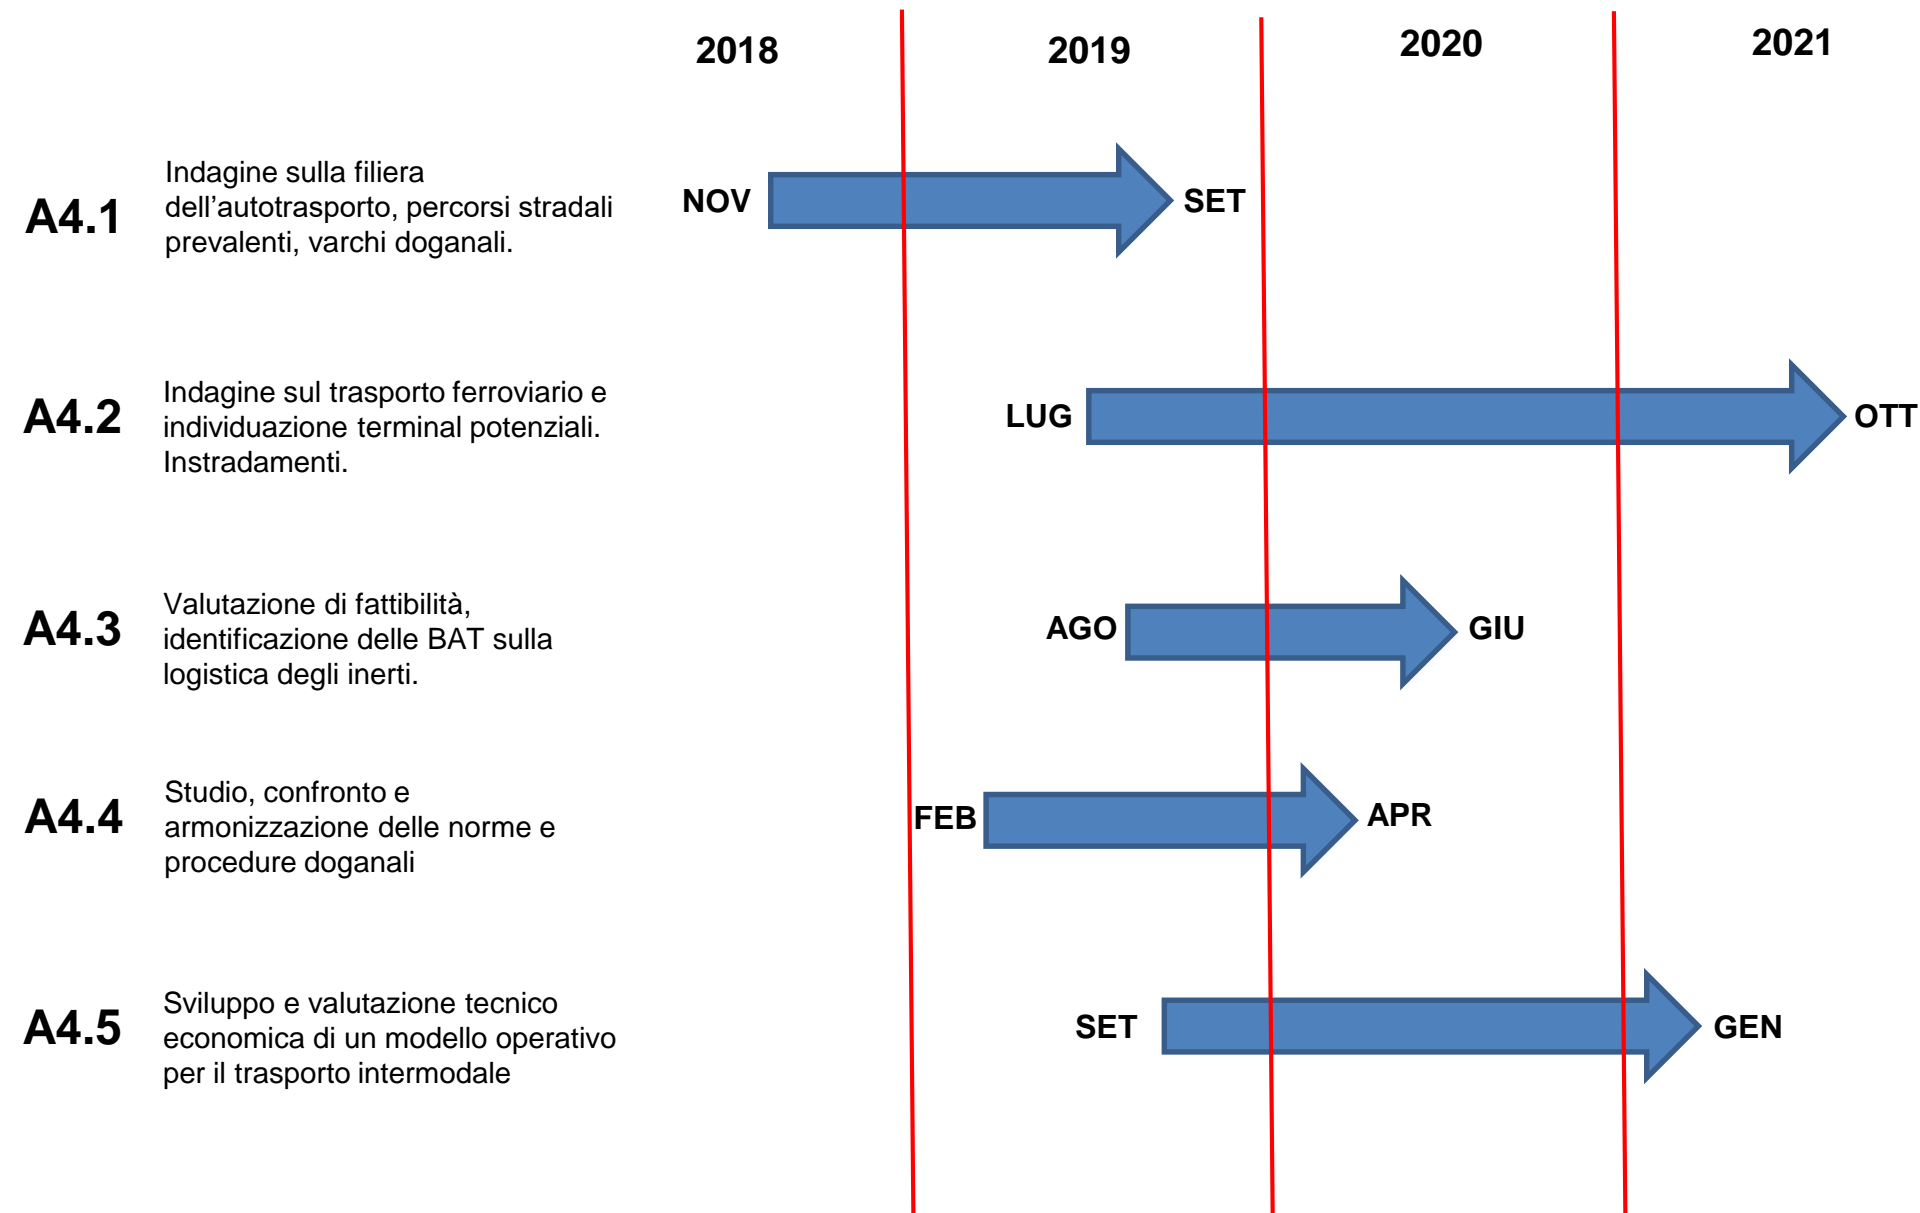 2018 2019 2020 2021
A4.1
Indagine sulla filiera
dell’autotrasporto, percorsi stradali
prevalenti, varchi doganali.
NOV SET
A4.2
Indagine sul trasporto ferroviario e
individuazione terminal potenziali.
Instradamenti.
LUG OTT
A4.3
Valutazione di fattibilità,
identificazione delle BAT sulla
logistica degli inerti.
AGO GIU
A4.4
Studio, confronto e
armonizzazione delle norme e
procedure doganali
FEB APR
A4.5
Sviluppo e valutazione tecnico
economica di un modello operativo
per il trasporto intermodale
SET GEN